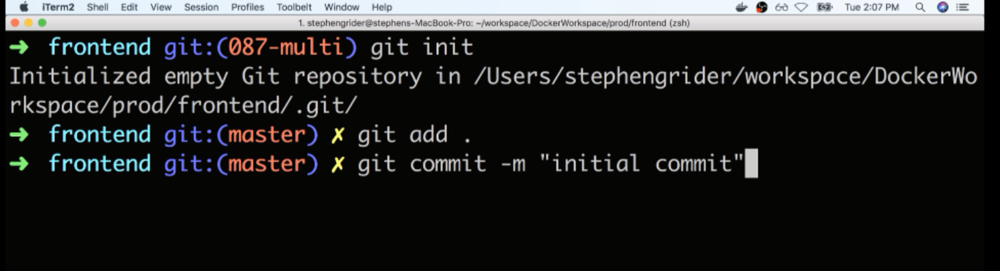 iTerm2 Shell Edit View Session Profiles Toolbelt Window Help Tue 2:07 PM
1. stephengrider@stephens-MacBook-Pro: ~/workspace/DockerWorkspace/prod/frontend (zsh)
➜ frontend git:(087-multi) git init
Initialized empty Git repository in /Users/stephengrider/workspace/DockerWo
rkspace/prod/frontend/.git/
➜ frontend git:(master) ✗ git add .
➜ frontend git:(master) ✗ git commit -m "initial commit"